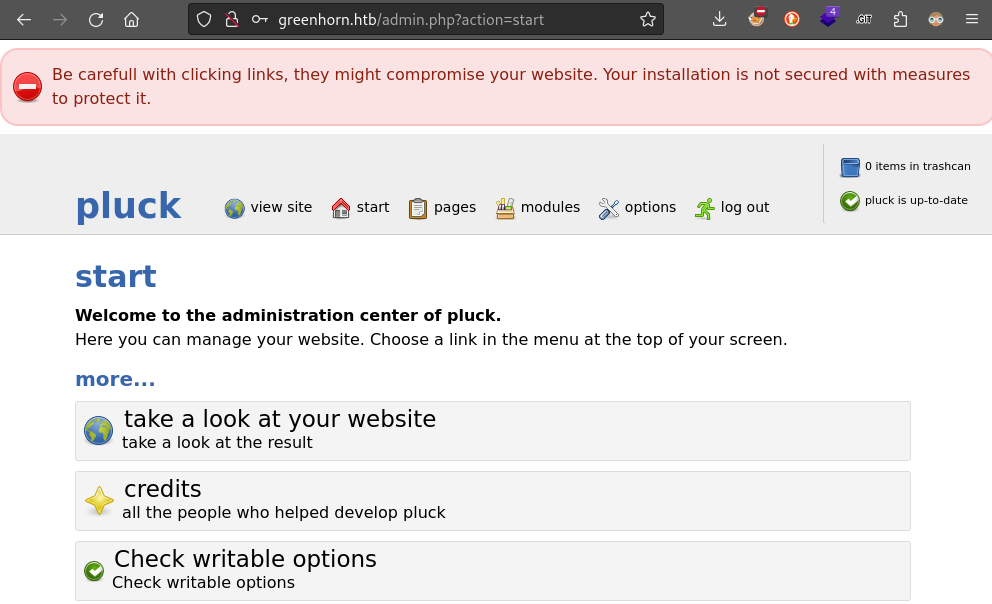 greenhorn.htb/admin.php?action=start
4
.GIT
Be carefull with clicking links, they might compromise your website. Your installation is not secured with measures
to protect it.
0 items in trashcan
pluck is up-to-date
pluck
view site
start
pages
modules
options
log out
start
Welcome to the administration center of pluck.
Here you can manage your website. Choose a link in the menu at the top of your screen.
more...
take a look at your website
take a look at the result
credits
all the people who helped develop pluck
Check writable options
Check writable options